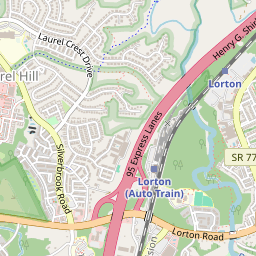 Laurel Crest Drive
Henry G. Shi
rel Hill
Lorton
95 Express Lanes
SR 77
Silverbrook Road
Lorton
(Auto Train)
Lorton Road
sion